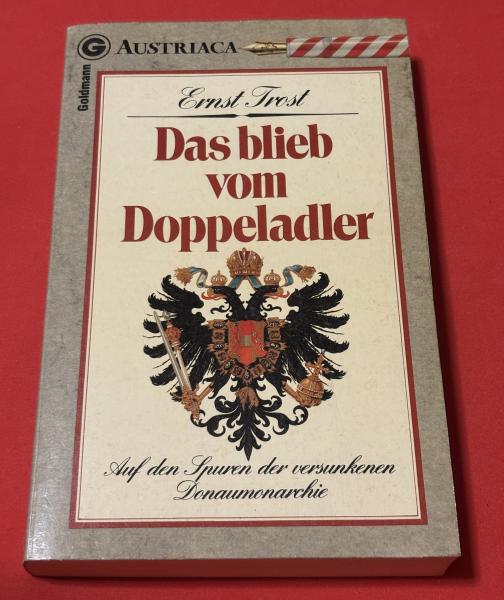 G AUSTRIACA
Goldmann
Ernst Trost
Das blieb
vom
Doppeladler
Auf den Spuren der versunkenen
Donaumonarchie